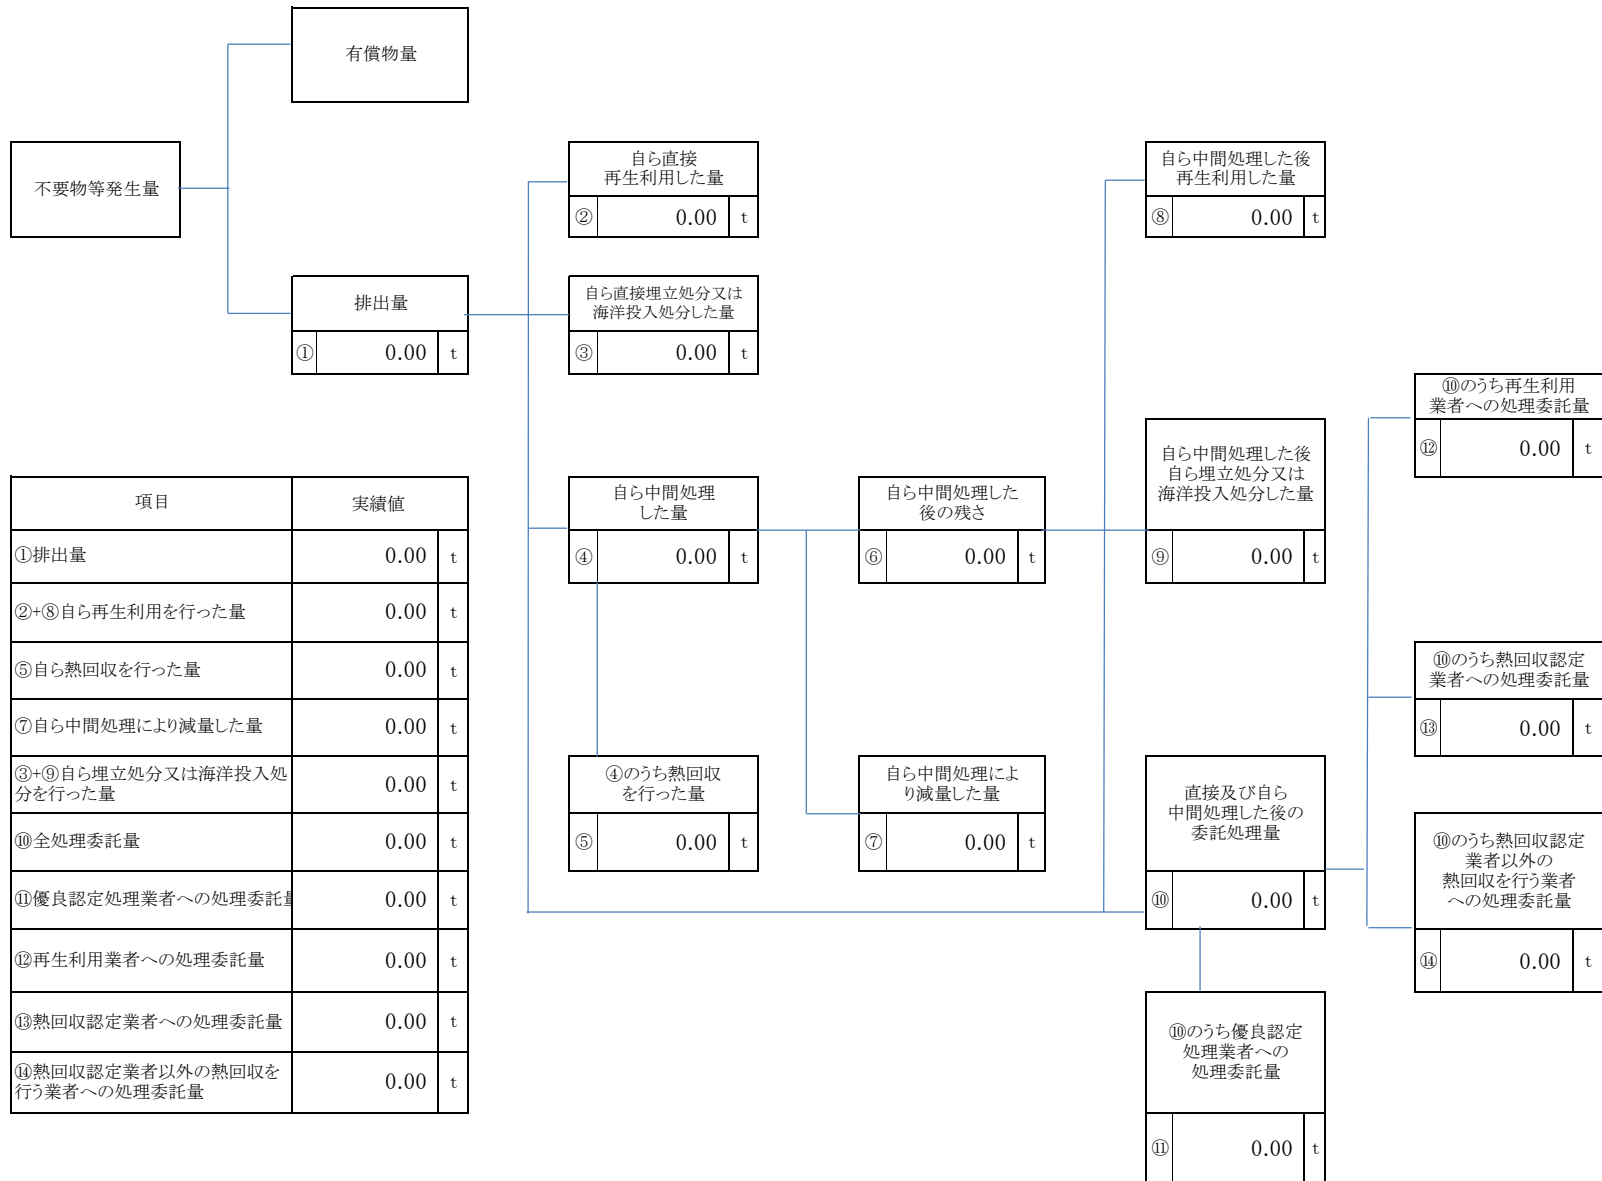 有償物量
不要物等発生量
排出量
① 0.00 t
自ら直接
再生利用した量
② 0.00 t
自ら直接埋立処分又は
海洋投入処分した量
③ 0.00 t
自ら中間処理
した量
④ 0.00 t
④のうち熱回収
を行った量
⑤ 0.00 t
自ら中間処理した
後の残さ
⑥ 0.00 t
自ら中間処理によ
り減量した量
⑦ 0.00 t
自ら中間処理した後
再生利用した量
⑧ 0.00 t
自ら中間処理した後
自ら埋立処分又は
海洋投入処分した量
⑨ 0.00 t
直接及び自ら
中間処理した後の
委託処理量
⑩ 0.00 t
⑩のうち優良認定
処理業者への
処理委託量
⑪ 0.00 t
⑩のうち再生利用
業者への処理委託量
⑫ 0.00 t
⑩のうち熱回収認定
業者への処理委託量
⑬ 0.00 t
⑩のうち熱回収認定
業者以外の
熱回収を行う業者
への処理委託量
⑭ 0.00 t
項目 実績値
①排出量 0.00 t
②+⑧自ら再生利用を行った量 0.00 t
⑤自ら熱回収を行った量 0.00 t
⑦自ら中間処理により減量した量 0.00 t
③+⑨自ら埋立処分又は海洋投入処
分を行った量 0.00 t
⑩全処理委託量 0.00 t
⑪優良認定処理業者への処理委託量 0.00 t
⑫再生利用業者への処理委託量 0.00 t
⑬熱回収認定業者への処理委託量 0.00 t
⑭熱回収認定業者以外の熱回収を
行う業者への処理委託量 0.00 t